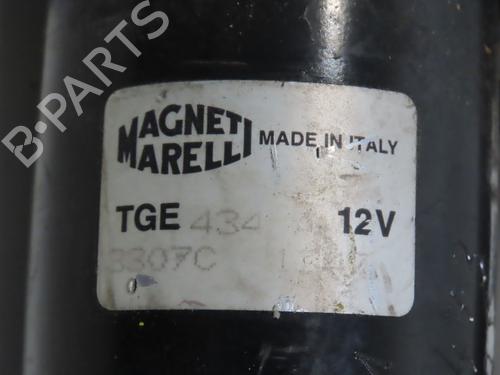 B-PARTS
MAGNETI
MARELLI
MADE IN ITALY
TGE 434 12V
3307C